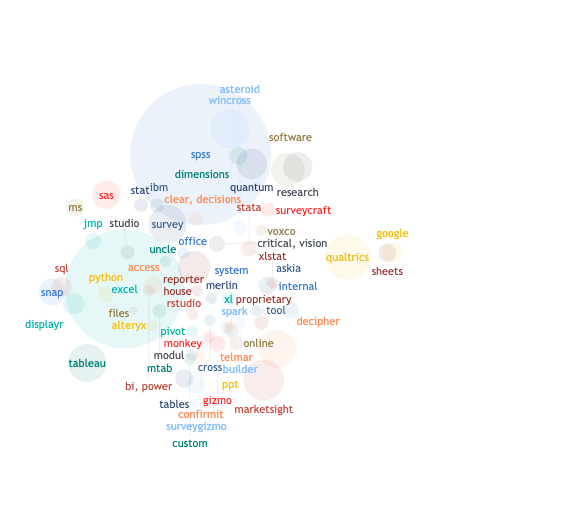 asteroid
wincross
software
spss
dimensions
stat
ibm
quantum
research
sas
clear, decisions
ms
stata
surveycraft
jmp
studio
survey
voxco
google
office
critical, vision
uncle
xlstat
qualtrics
sql
access
system
askia
sheets
python
reporter
snap
excel
house
merlin
internal
rstudio
xl
proprietary
files
spark
tool
displayr
alteryx
pivot
decipher
monkey
online
modul
telmar
tableau
mtab
cross
builder
bi, power
ppt
tables
gizmo
marketsight
confirmit
surveygizmo
custom